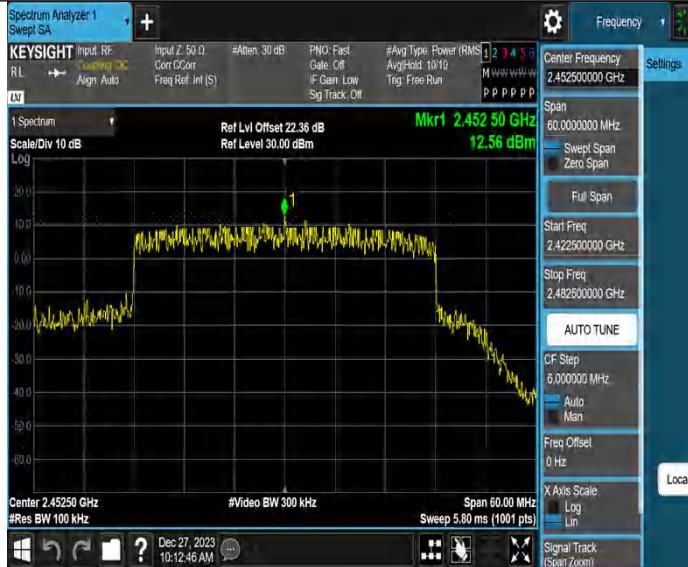 Spectrum Analyzer 1
Swept SA
+
Frequency
KEYSIGHT
RL
LXI
Input: RF
Coupling: DC
Align: Auto
Input Z: 50 Ω
Corr CCorr
Freq Ref: Int (S)
#Atten: 30 dB
PNO: Fast
Gate: Off
IF Gain: Low
Sig Track: Off
#Avg Type: Power (RMS
Avg|Hold: 10/10
Trig: Free Run
1 2 3 4 5 6
M W W W W W
P P P P P P
Center Frequency
2.452500000 GHz
Settings
Span
60.0000000 MHz
Swept Span
Zero Span
Full Span
Start Freq
2.422500000 GHz
Stop Freq
2.482500000 GHz
AUTO TUNE
CF Step
6.000000 MHz
Auto
Man
Freq Offset
0 Hz
X Axis Scale
Log
Lin
Signal Track
(Span Zoom)
Loca
1 Spectrum
Scale/Div 10 dB
Log
Ref Lvl Offset 22.36 dB
Ref Level 30.00 dBm
Mkr1 2.452 50 GHz
12.56 dBm
1
20.0
10.0
0.00
-10.0
-20.0
-30.0
-40.0
-50.0
-60.0
Center 2.45250 GHz
#Res BW 100 kHz
#Video BW 300 kHz
Span 60.00 MHz
Sweep 5.80 ms (1001 pts)
?
Dec 27, 2023
10:12:46 AM